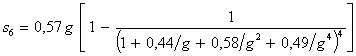 s₆ = 0,57 g [ 1 − 1 / (1 + 0,44/g + 0,58/g² + 0,49/g⁴)⁴ ]